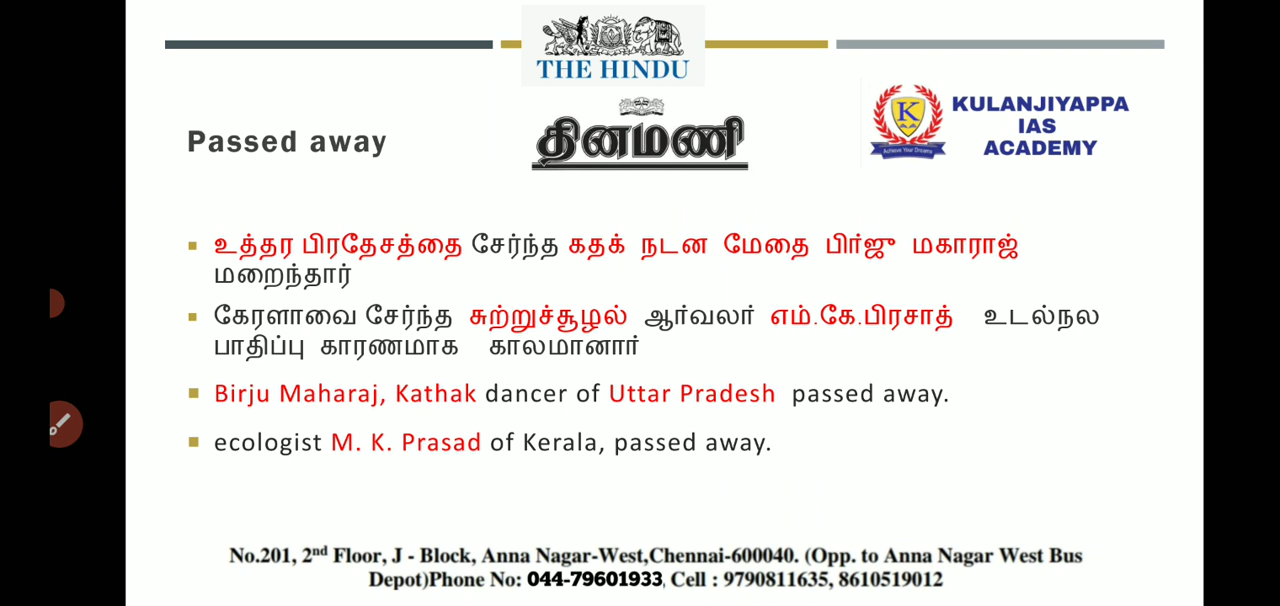 THE HINDU
தினமணி
KULANJIYAPPA
IAS
ACADEMY
K
Achieve Your Dreams
Passed away
உத்தர பிரதேசத்தை சேர்ந்த கதக் நடன மேதை பிர்ஜு மகாராஜ்
மறைந்தார்
கேரளாவை சேர்ந்த சுற்றுச்சூழல் ஆர்வலர் எம்.கே.பிரசாத் உடல்நல
பாதிப்பு காரணமாக காலமானார்
Birju Maharaj, Kathak dancer of Uttar Pradesh passed away.
ecologist M. K. Prasad of Kerala, passed away.
No.201, 2nd Floor, J - Block, Anna Nagar-West,Chennai-600040. (Opp. to Anna Nagar West Bus
Depot)Phone No: 044-79601933, Cell : 9790811635, 8610519012